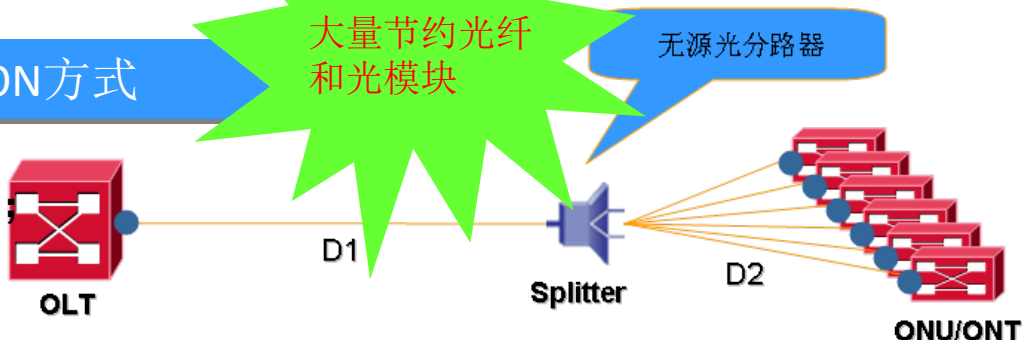 大量节约光纤
和光模块
无源光分路器
ON方式
D1
D2
OLT
Splitter
ONU/ONT